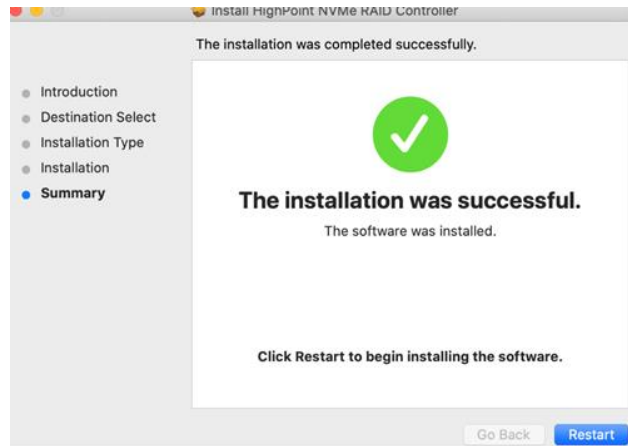 Install HighPoint NVMe RAID Controller
The installation was completed successfully.
Introduction
Destination Select
Installation Type
Installation
Summary
The installation was successful.
The software was installed.
Click Restart to begin installing the software.
Go Back
Restart